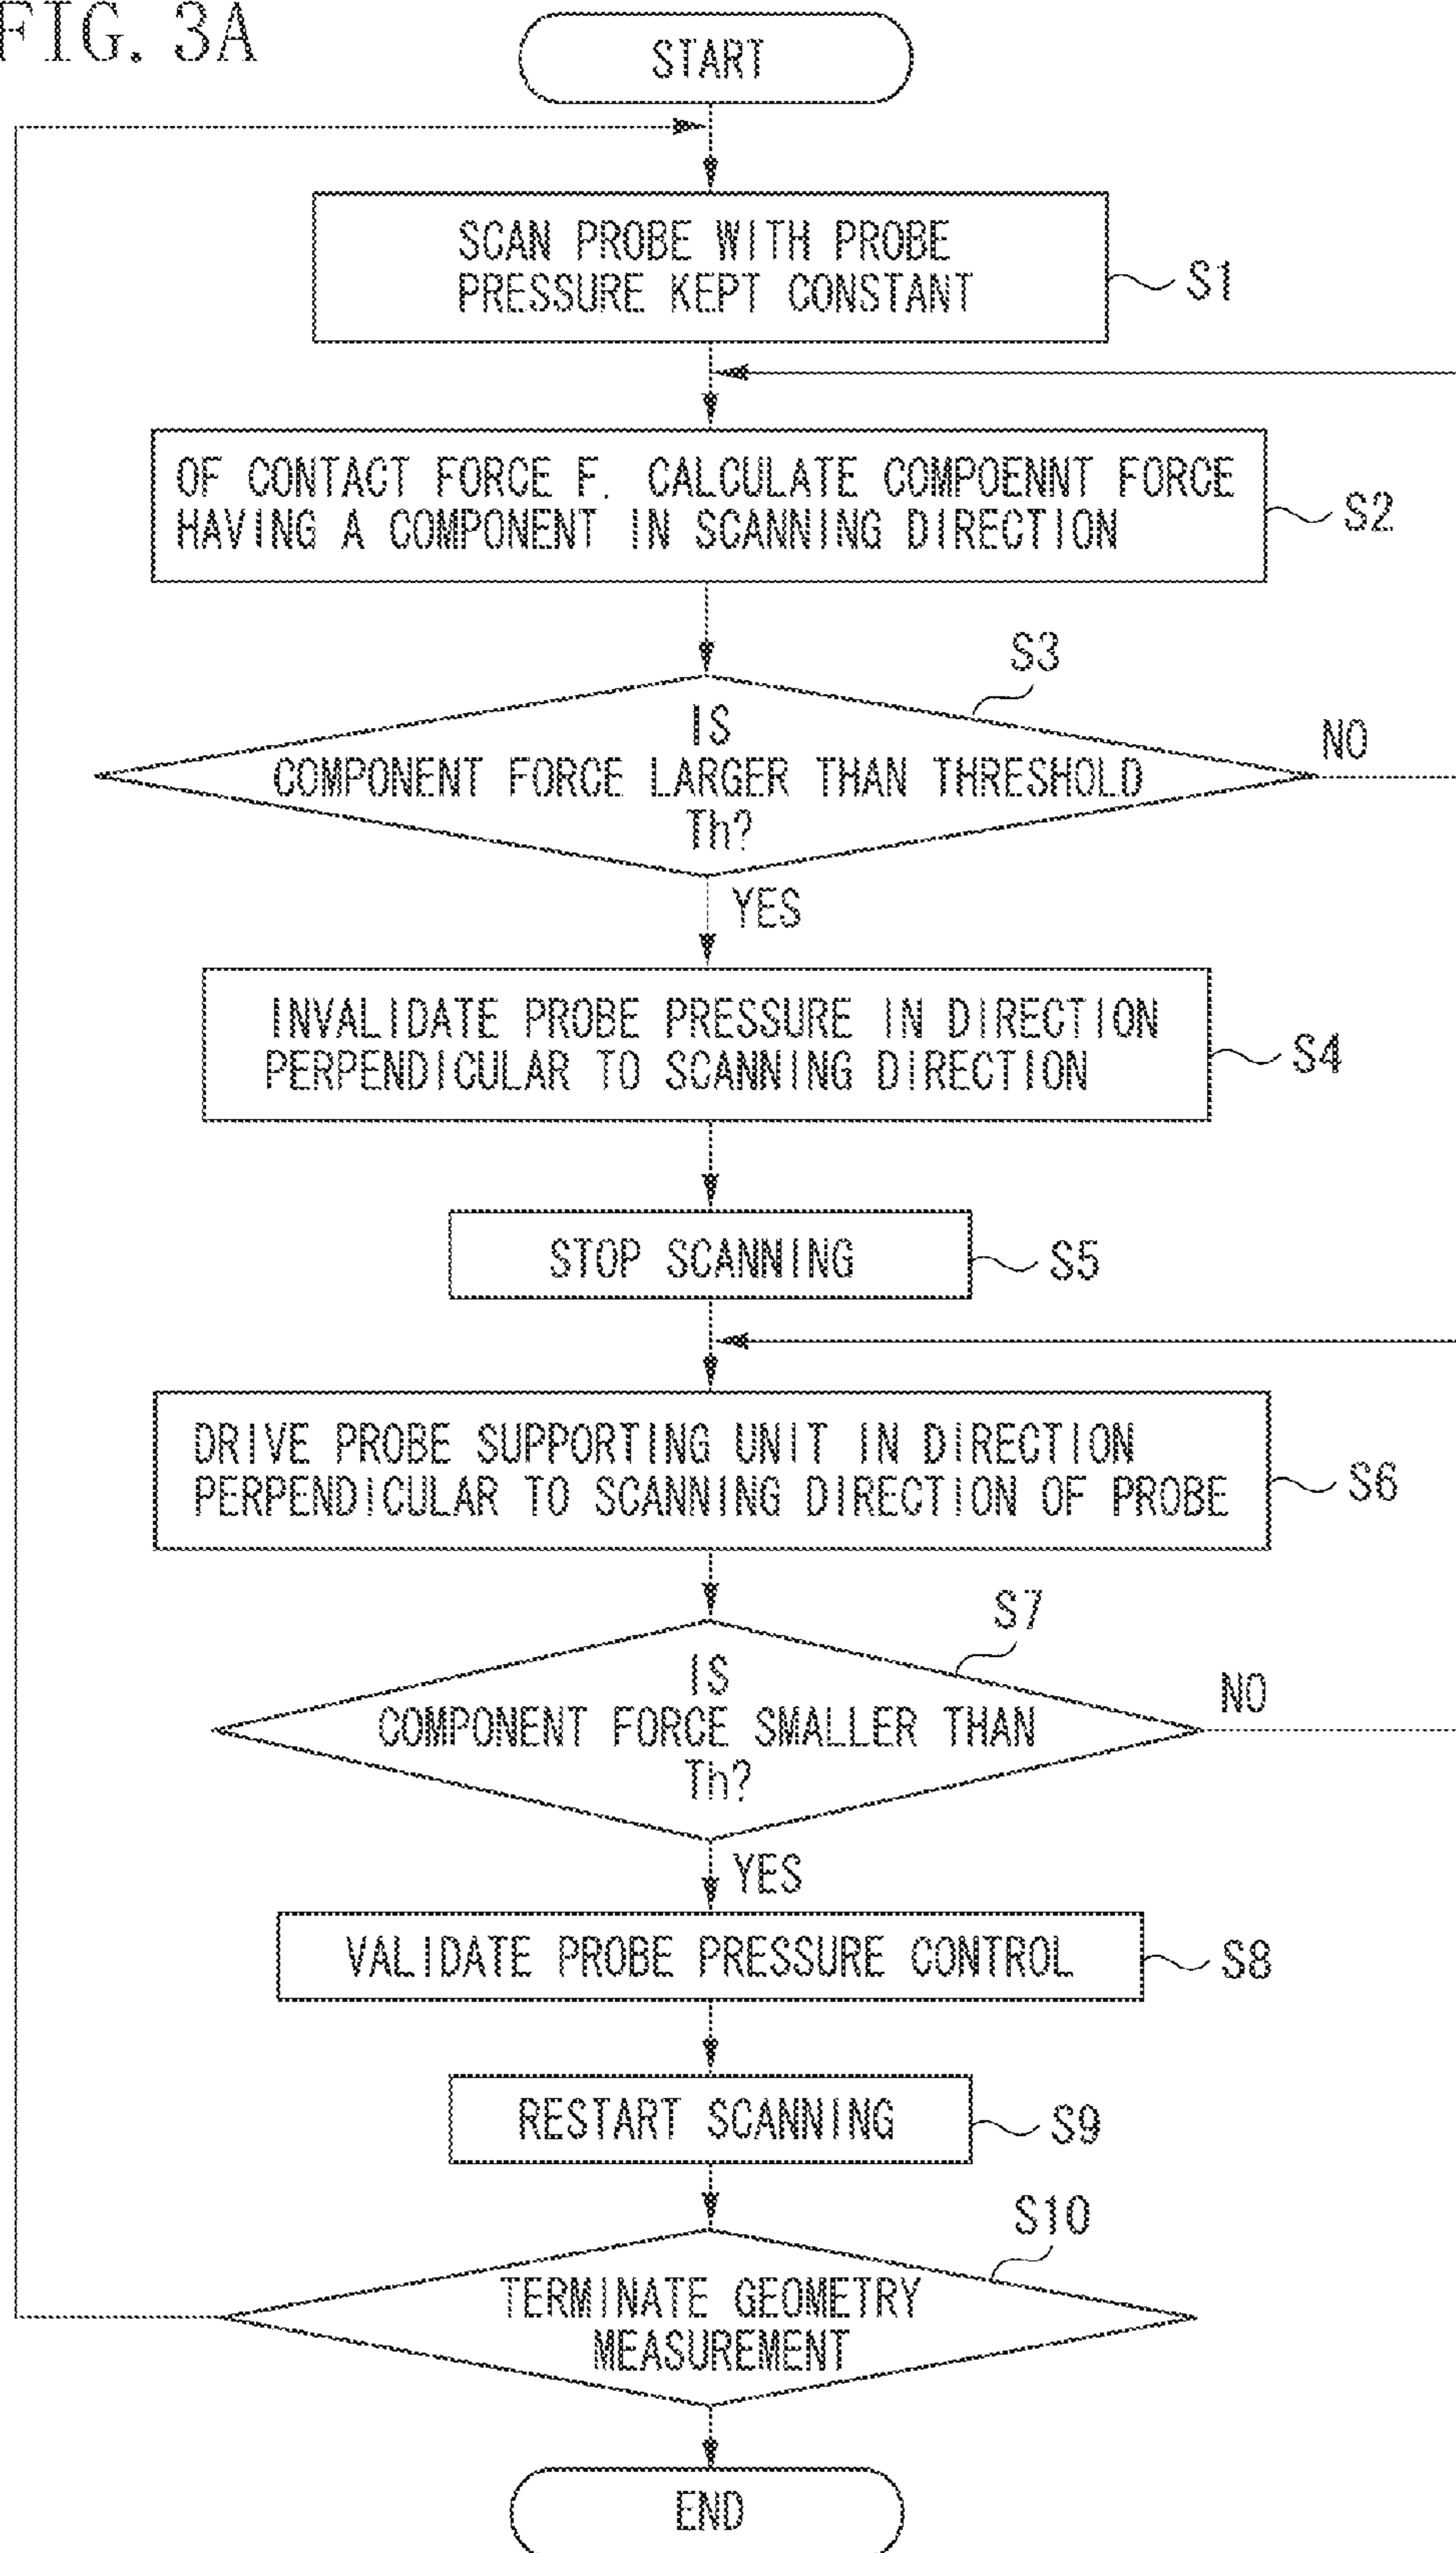 FIG. 3A
START
SCAN PROBE WITH PROBE
PRESSURE KEPT CONSTANT
S1
OF CONTACT FORCE F. CALCULATE COMPOENNT FORCE
HAVING A COMPONENT IN SCANNING DIRECTION
S2
S3
IS
COMPONENT FORCE LARGER THAN THRESHOLD
Th?
NO
YES
INVALIDATE PROBE PRESSURE IN DIRECTION
PERPENDICULAR TO SCANNING DIRECTION
S4
STOP SCANNING
S5
DRIVE PROBE SUPPORTING UNIT IN DIRECTION
PERPENDICULAR TO SCANNING DIRECTION OF PROBE
S6
S7
IS
COMPONENT FORCE SMALLER THAN
Th?
NO
YES
VALIDATE PROBE PRESSURE CONTROL
S8
RESTART SCANNING
S9
S10
TERMINATE GEOMETRY
MEASUREMENT
END